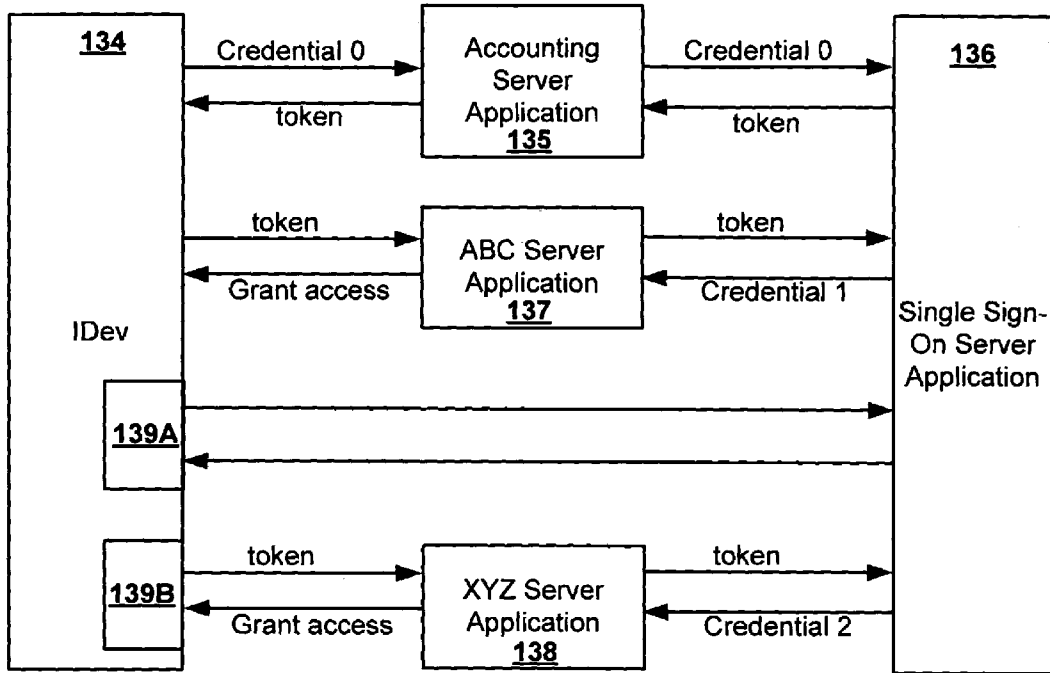 134
Credential 0
Accounting
Server
Application
135
Credential 0
136
token
token
token
ABC Server
Application
137
token
Grant access
Credential 1
IDev
Single Sign-
On Server
Application
139A
139B
token
XYZ Server
Application
138
token
Grant access
Credential 2